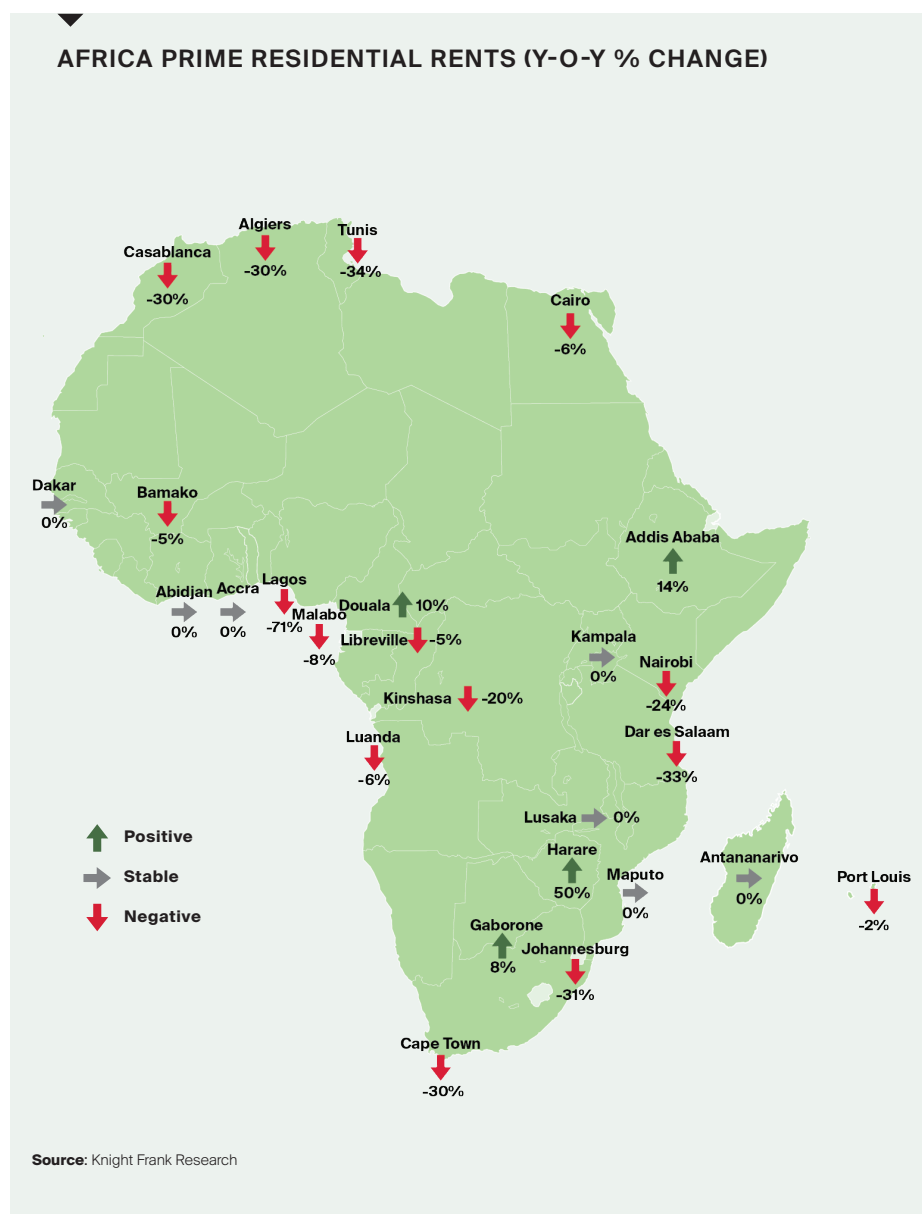 AFRICA PRIME RESIDENTIAL RENTS (Y-O-Y % CHANGE)
Algiers
-30%
Tunis
-34%
Casablanca
-30%
Cairo
-6%
Dakar
0%
Bamako
-5%
Addis Ababa
14%
Abidjan
0%
Accra
0%
Lagos
-71%
Malabo
-8%
Douala 10%
Libreville -5%
Kampala
0%
Nairobi
-24%
Kinshasa -20%
Dar es Salaam
-33%
Luanda
-6%
Lusaka 0%
Positive
Stable
Negative
Harare
50%
Maputo
0%
Antananarivo
0%
Port Louis
-2%
Gaborone
8%
Johannesburg
-31%
Cape Town
-30%
Source: Knight Frank Research